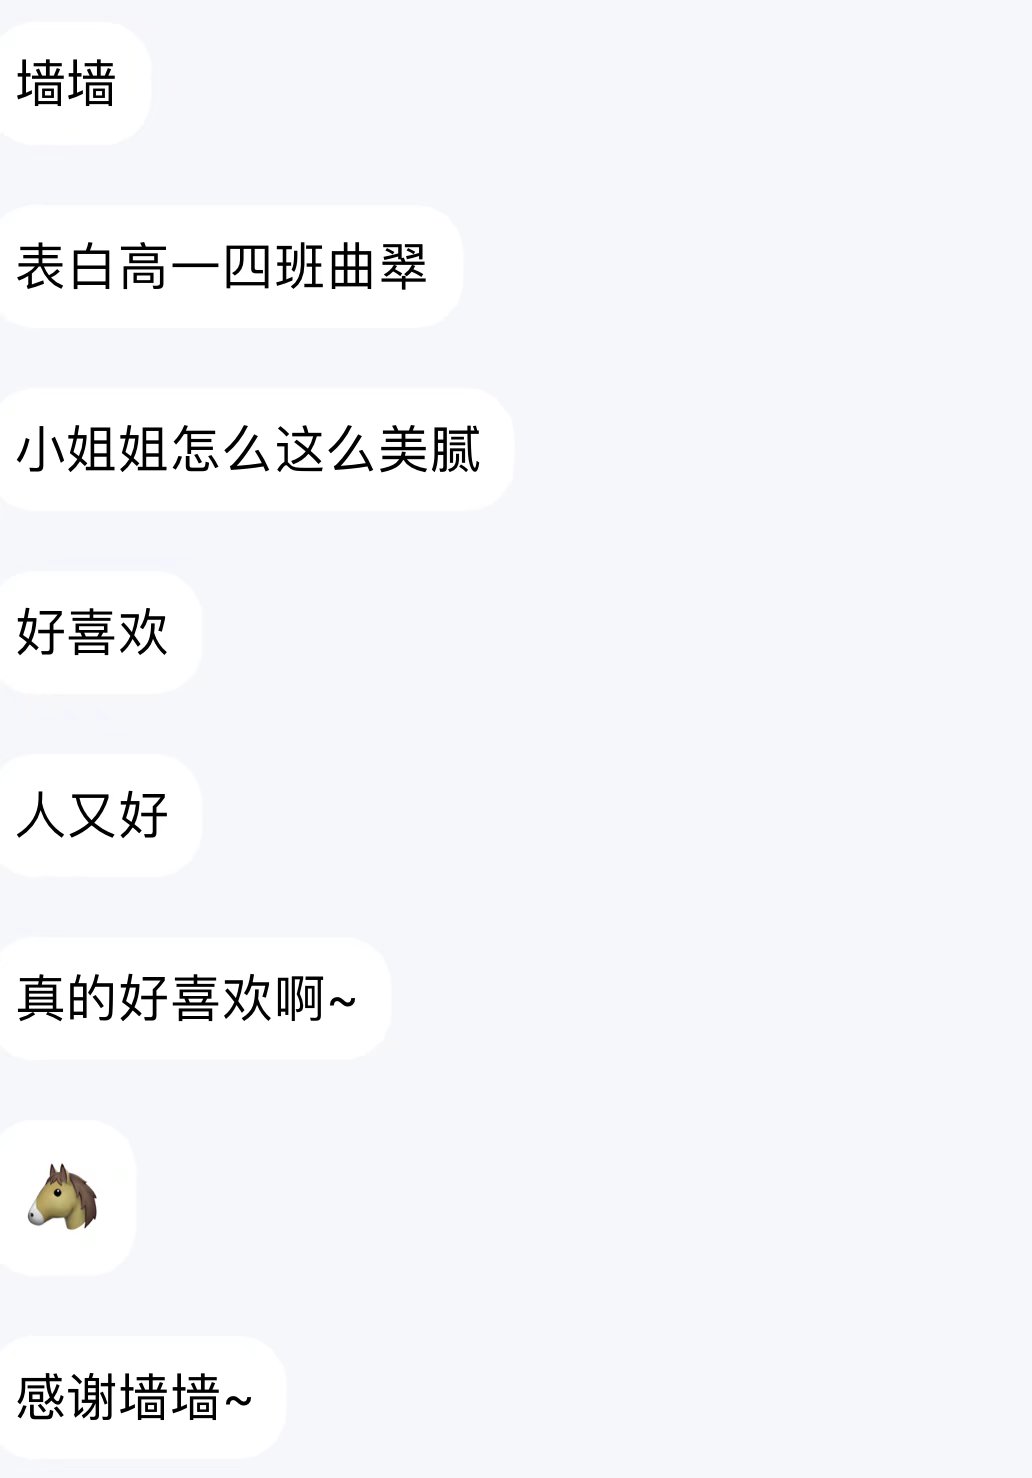 墙墙
表白高一四班曲翠
小姐姐怎么这么美腻
好喜欢
人又好
真的好喜欢啊~
🐴
感谢墙墙~